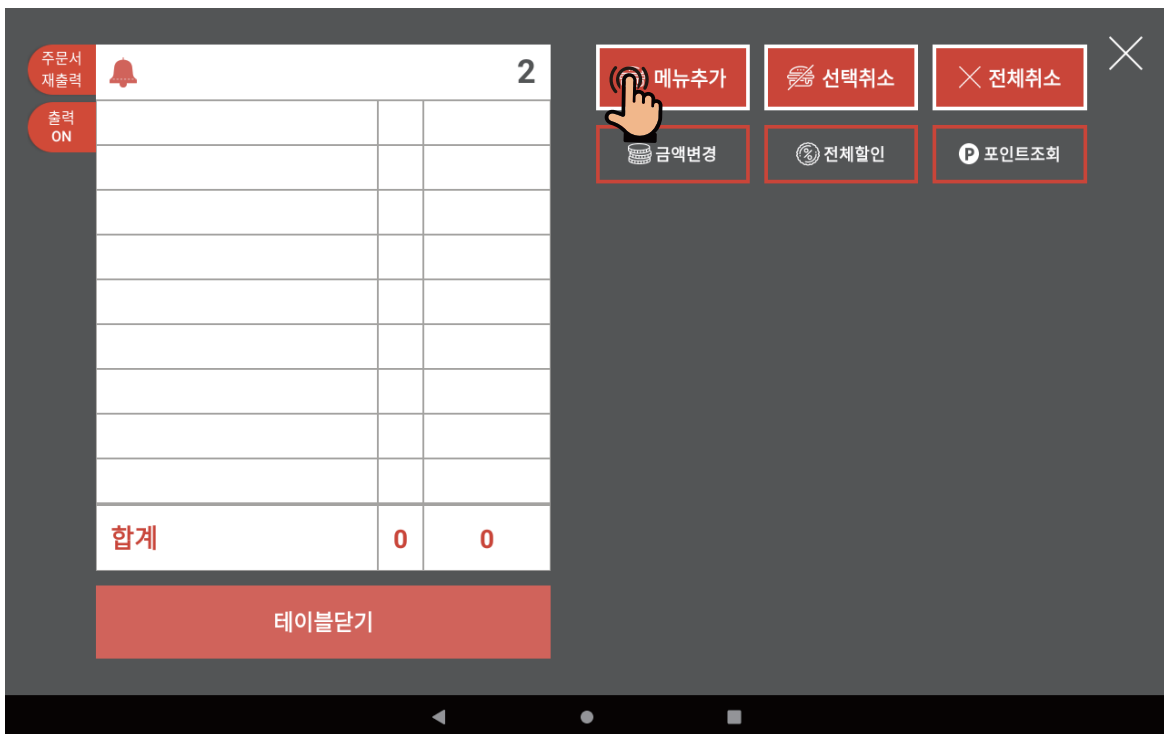 주문서
재출력
2
메뉴추가
선택취소
전체취소
출력
ON
금액변경
전체할인
P 포인트조회
합계 0 0
테이블닫기